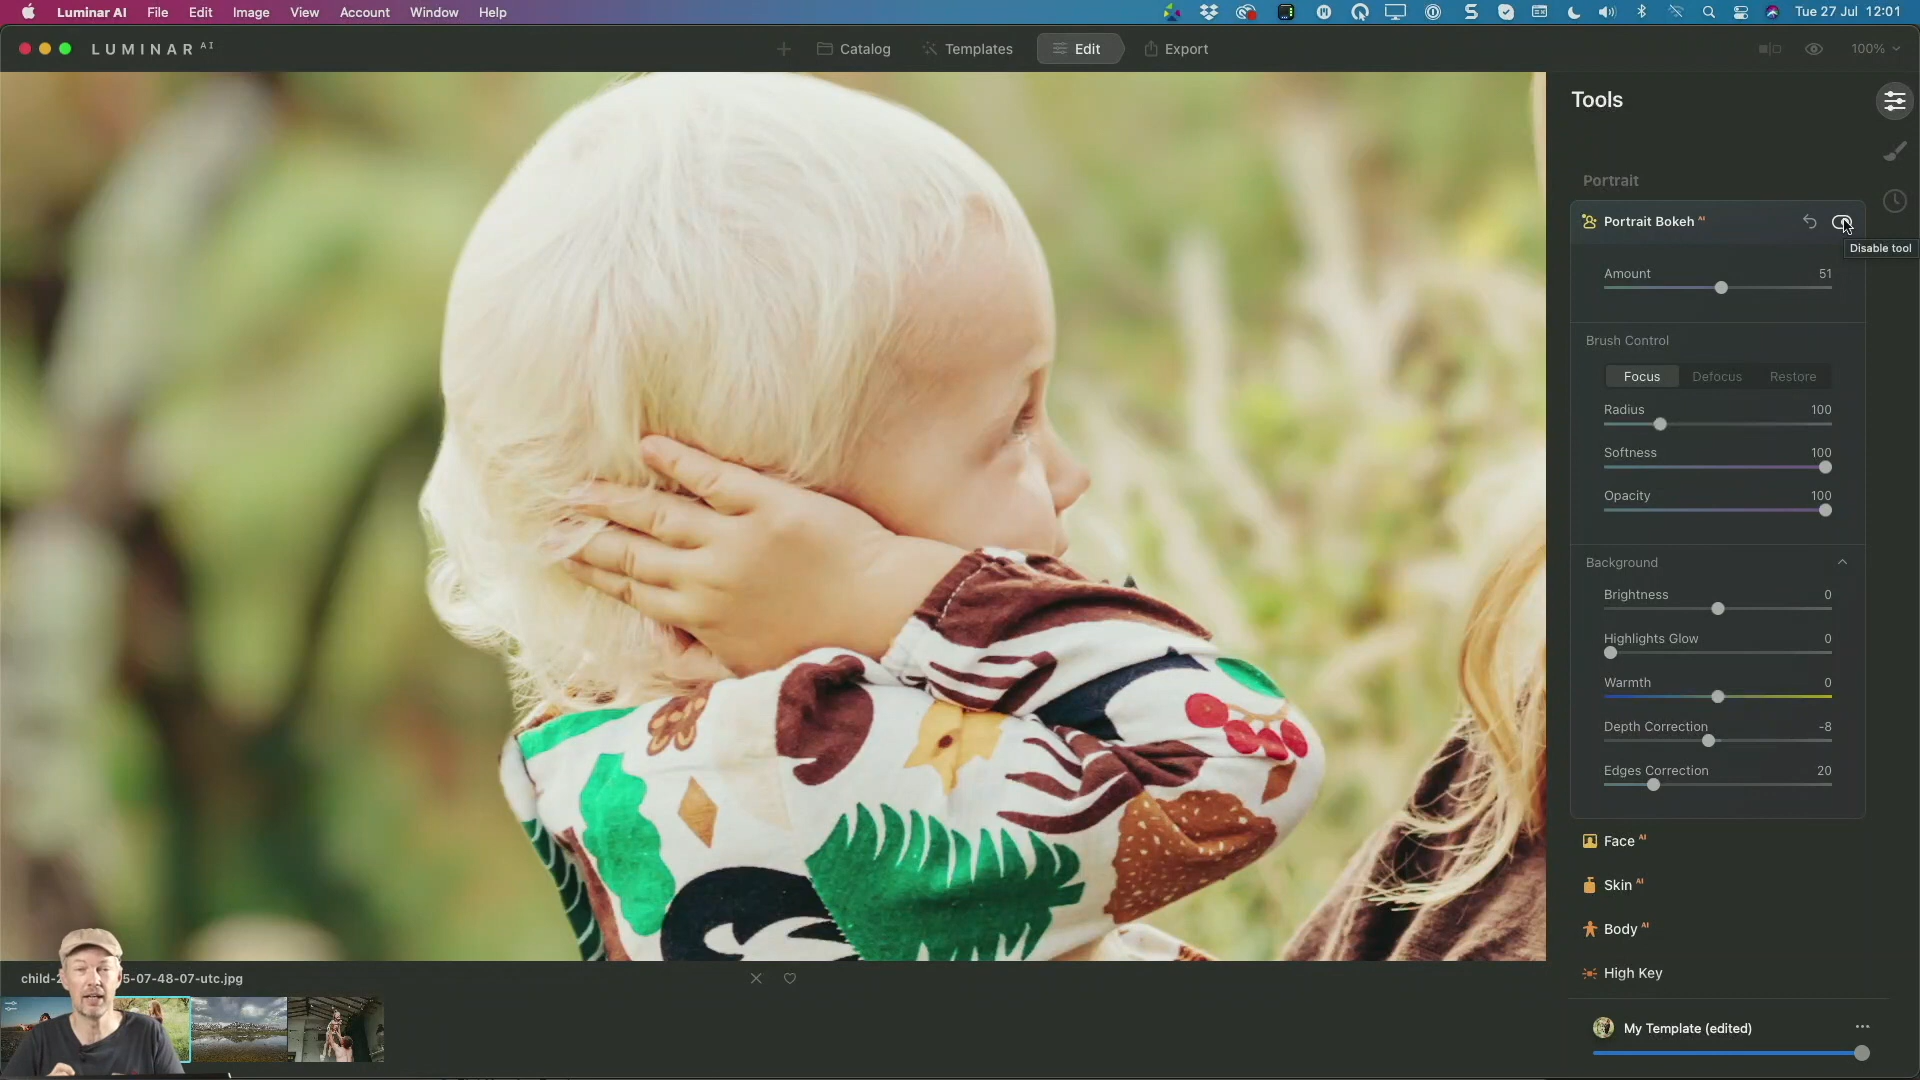 Luminar AI File Edit Image View Account Window Help Tue 27 Jul 12:01
LUMINAR AI Catalog Templates Edit Export 100%
Tools
Portrait
Portrait Bokeh AI
Disable tool
Amount 51
Brush Control
Focus Defocus Restore
Radius 100
Softness 100
Opacity 100
Background
Brightness 0
Highlights Glow 0
Warmth 0
Depth Correction -8
Edges Correction 20
Face AI
Skin AI
Body AI
High Key
child-2 5-07-48-07-utc.jpg
My Template (edited)